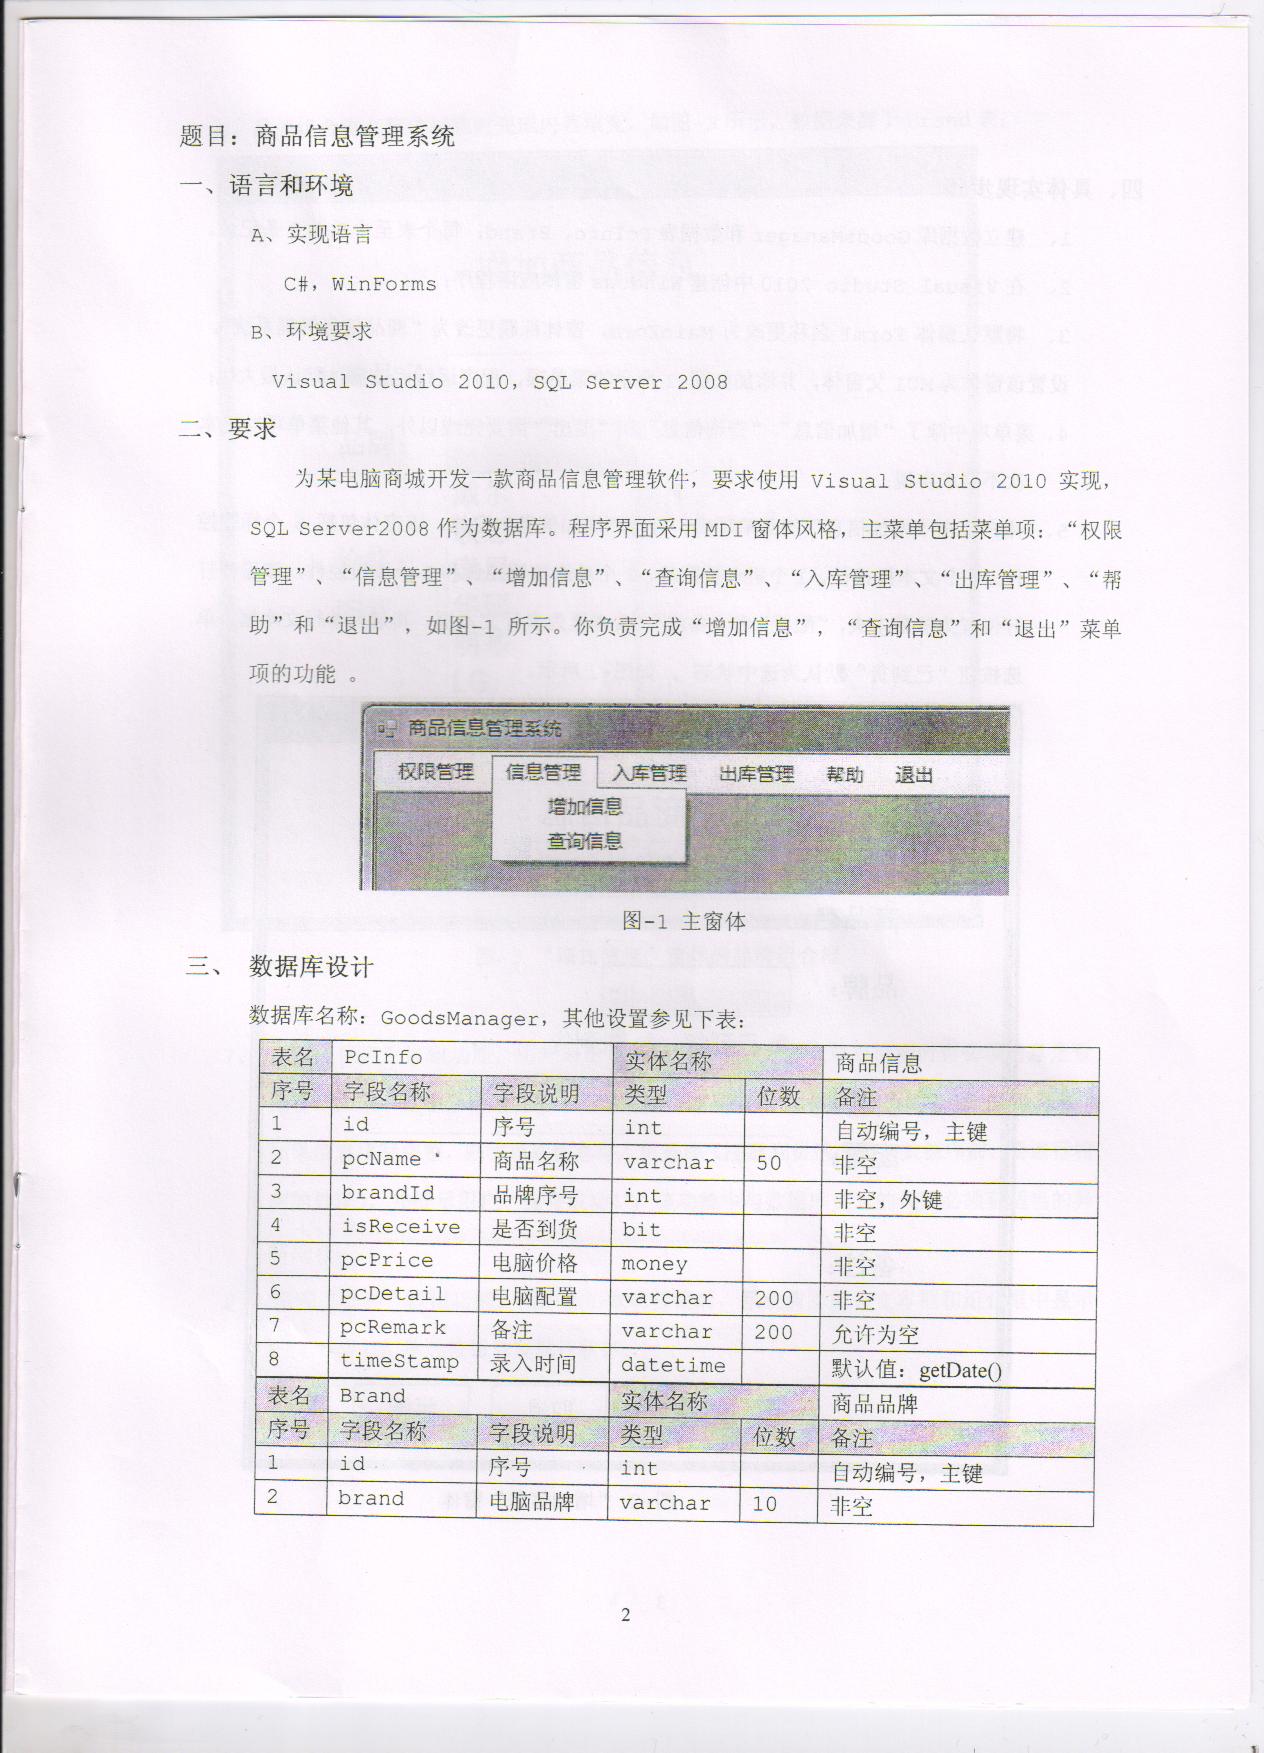 题目：商品信息管理系统
一、语言和环境
A、实现语言
C#，WinForms
B、环境要求
Visual Studio 2010，SQL Server 2008
二、要求
为某电脑商城开发一款商品信息管理软件，要求使用 Visual Studio 2010 实现，
SQL Server2008 作为数据库。程序界面采用 MDI 窗体风格，主菜单包括菜单项：“权限
管理”、“信息管理”、“增加信息”、“查询信息”、“入库管理”、“出库管理”、“帮
助”和“退出”，如图-1 所示。你负责完成“增加信息”，“查询信息”和“退出”菜单
项的功能 。
商品信息管理系统
权限管理 信息管理 入库管理 出库管理 帮助 退出
增加信息
查询信息
图-1 主窗体
三、 数据库设计
数据库名称：GoodsManager，其他设置参见下表：
表名 PcInfo 实体名称 商品信息
序号 字段名称 字段说明 类型 位数 备注
1 id 序号 int 自动编号，主键
2 pcName 商品名称 varchar 50 非空
3 brandId 品牌序号 int 非空，外键
4 isReceive 是否到货 bit 非空
5 pcPrice 电脑价格 money 非空
6 pcDetail 电脑配置 varchar 200 非空
7 pcRemark 备注 varchar 200 允许为空
8 timeStamp 录入时间 datetime 默认值：getDate()
表名 Brand 实体名称 商品品牌
序号 字段名称 字段说明 类型 位数 备注
1 id 序号 int 自动编号，主键
2 brand 电脑品牌 varchar 10 非空
2